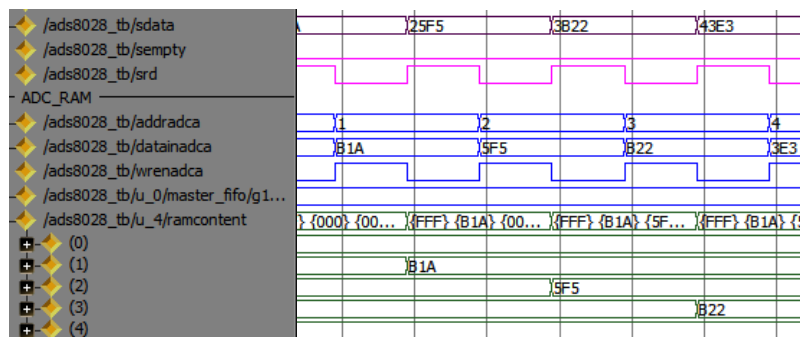 /ads8028_tb/sdata 25F5 3B22 43E3
/ads8028_tb/sempty
/ads8028_tb/srd
ADC_RAM
/ads8028_tb/addradca 1 2 3 4
/ads8028_tb/datainadca B1A 5F5 B22 3E3
/ads8028_tb/wrenadca
/ads8028_tb/u_0/master_fifo/g1...
/ads8028_tb/u_4/ramcontent } {000} {00... {FFF} {B1A} {00... {FFF} {B1A} {5F... {FFF} {B1A} {5
(0)
(1) B1A
(2) 5F5
(3) B22
(4)